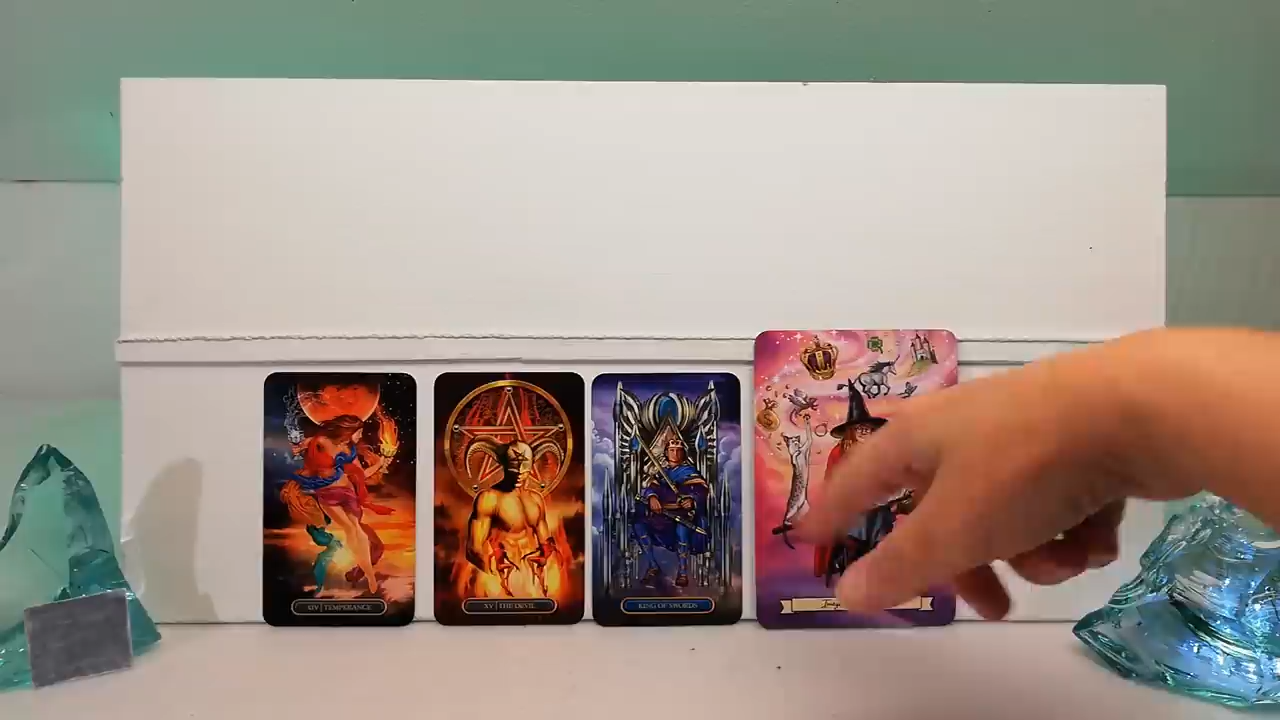 XIV | TEMPERANCE
XV | THE DEVIL
KING OF SWORDS